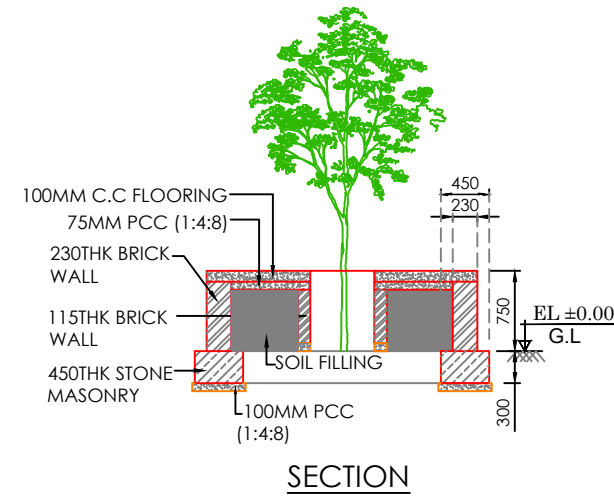 450
230
100MM C.C FLOORING
75MM PCC (1:4:8)
230THK BRICK
WALL
115THK BRICK
WALL
SOIL FILLING
450THK STONE
MASONRY
100MM PCC
(1:4:8)
750
EL ±0.00
G.L
300
SECTION